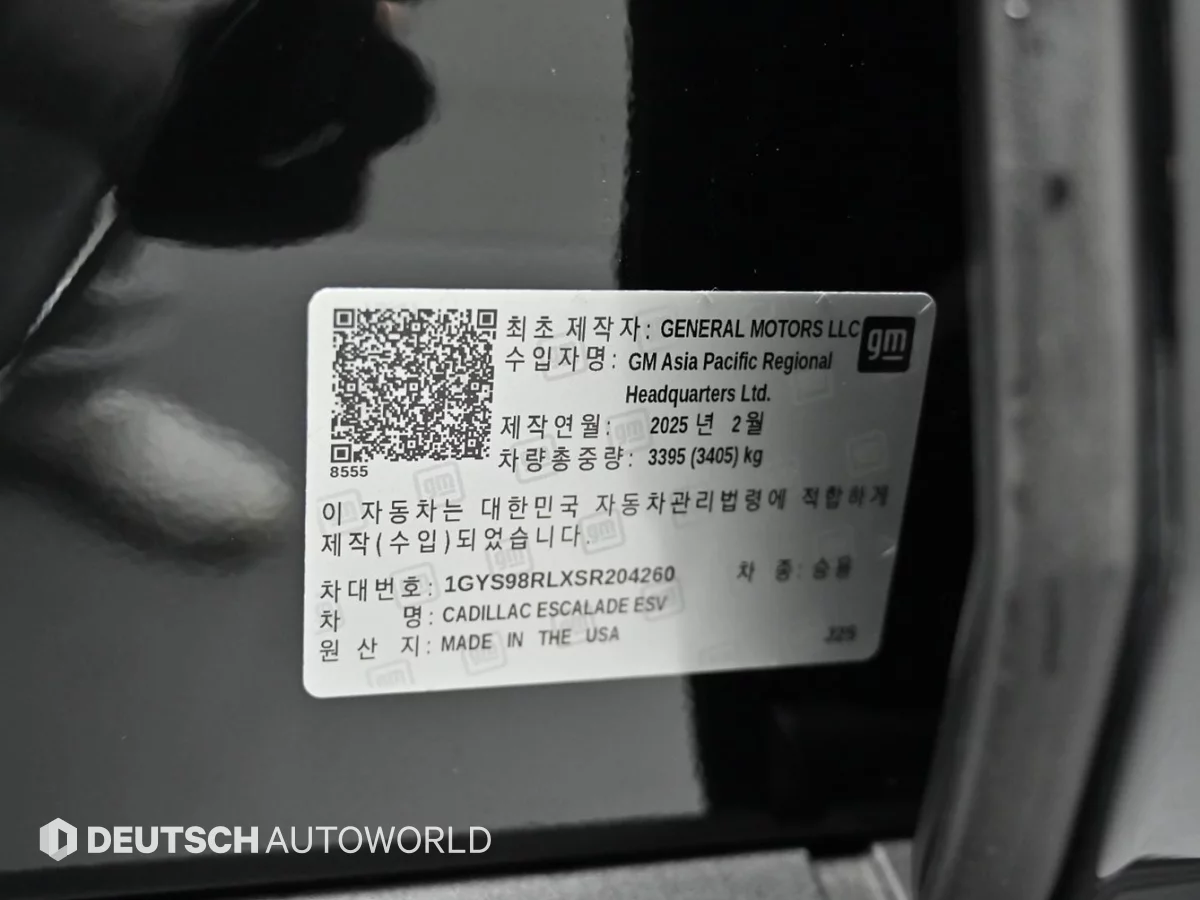 최초 제작자: GENERAL MOTORS LLC
gm
수입자명: GM Asia Pacific Regional
Headquarters Ltd.
제작연월: 2025 년 2 월
차량총중량: 3395 (3405) kg
8555
이 자동차는 대한민국 자동차관리법령에 적합하게
제작(수입)되었습니다.
차대번호: 1GYS98RLXSR204260 차 종: 승용
차 명: CADILLAC ESCALADE ESV
원 산 지: MADE IN THE USA
J2S
DEUTSCH AUTOWORLD